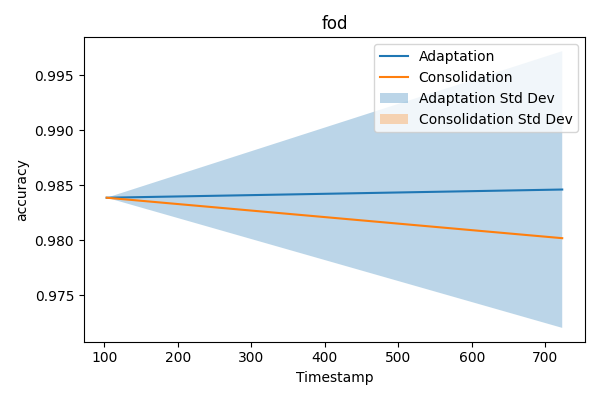 fod
Adaptation
Consolidation
Adaptation Std Dev
Consolidation Std Dev
accuracy
0.995
0.990
0.985
0.980
0.975
100 200 300 400 500 600 700
Timestamp